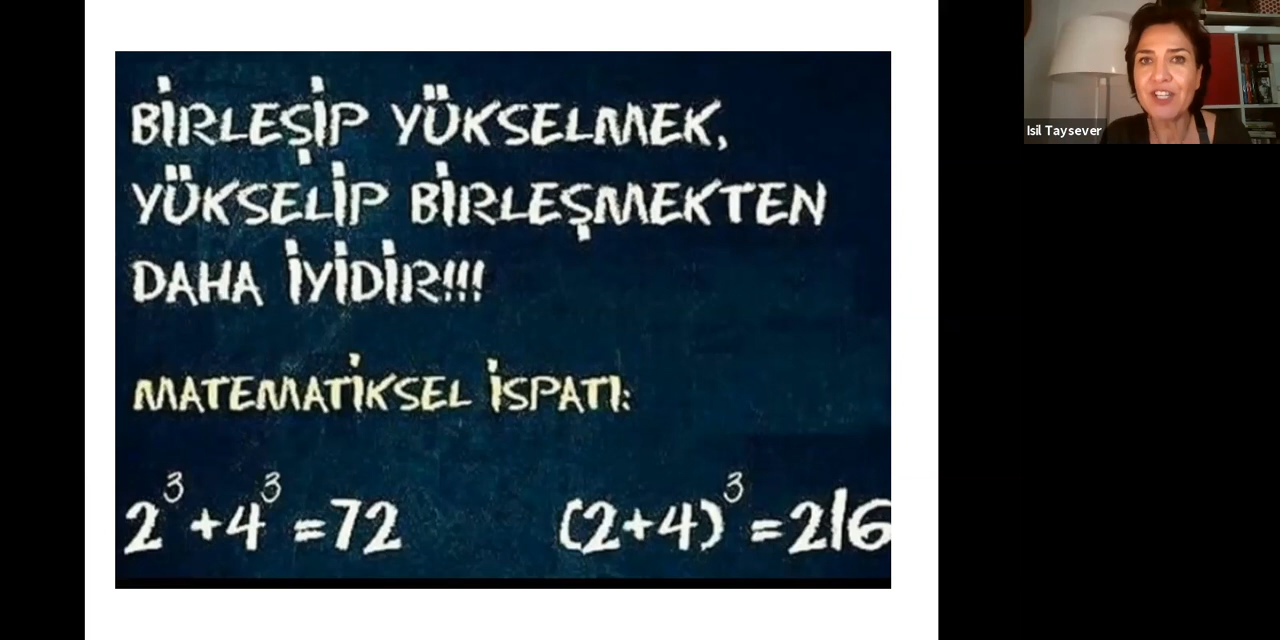 BİRLEŞİP YÜKSELMEK,
YÜKSELİP BİRLEŞMEKTEN
DAHA İYİDİR!!!
MATEMATİKSEL İSPATI:
2³+4³=72 (2+4)³=216
Isil Taysever